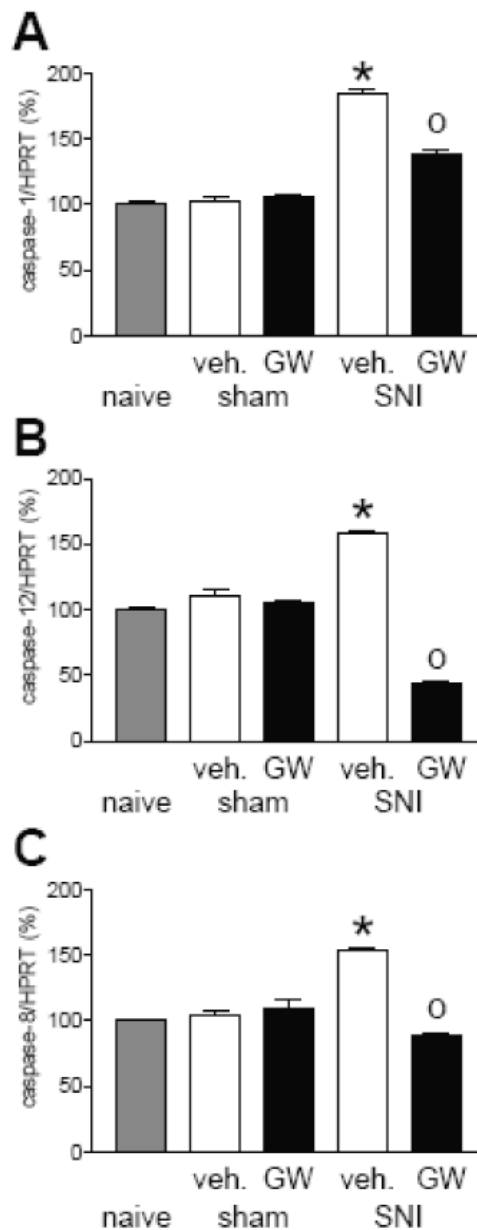 A
caspase-1/HPRT (%)
200
150
100
50
0
*
O
veh. GW veh. GW
naive sham SNI
B
caspase-12/HPRT (%)
200
150
100
50
0
*
O
veh. GW veh. GW
naive sham SNI
C
caspase-8/HPRT (%)
200
150
100
50
0
*
O
veh. GW veh. GW
naive sham SNI